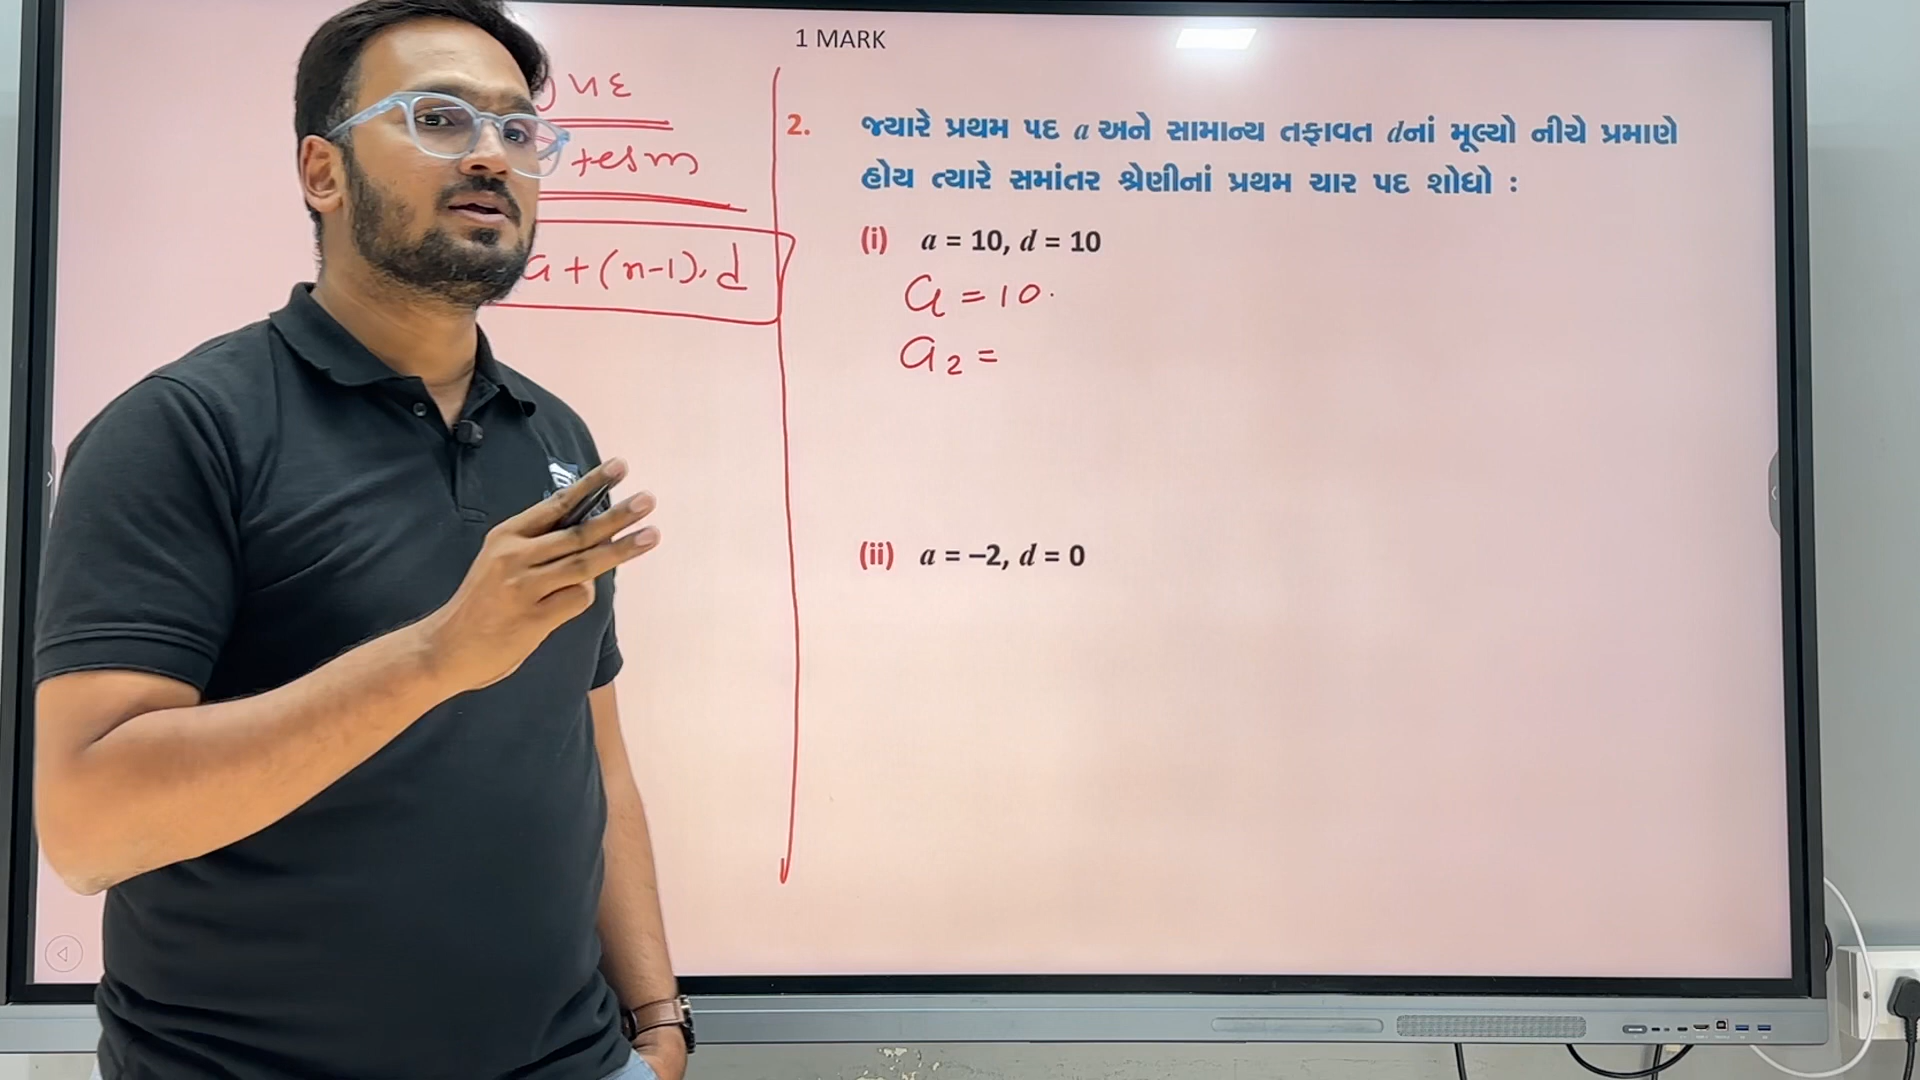 1 MARK
પદ
term
a + (n-1). d
2. જ્યારે પ્રથમ પદ a અને સામાન્ય તફાવત dનાં મૂલ્યો નીચે પ્રમાણે
હોય ત્યારે સમાંતર શ્રેણીનાં પ્રથમ ચાર પદ શોધો :
(i) a = 10, d = 10
a = 10.
a2 =
(ii) a = –2, d = 0